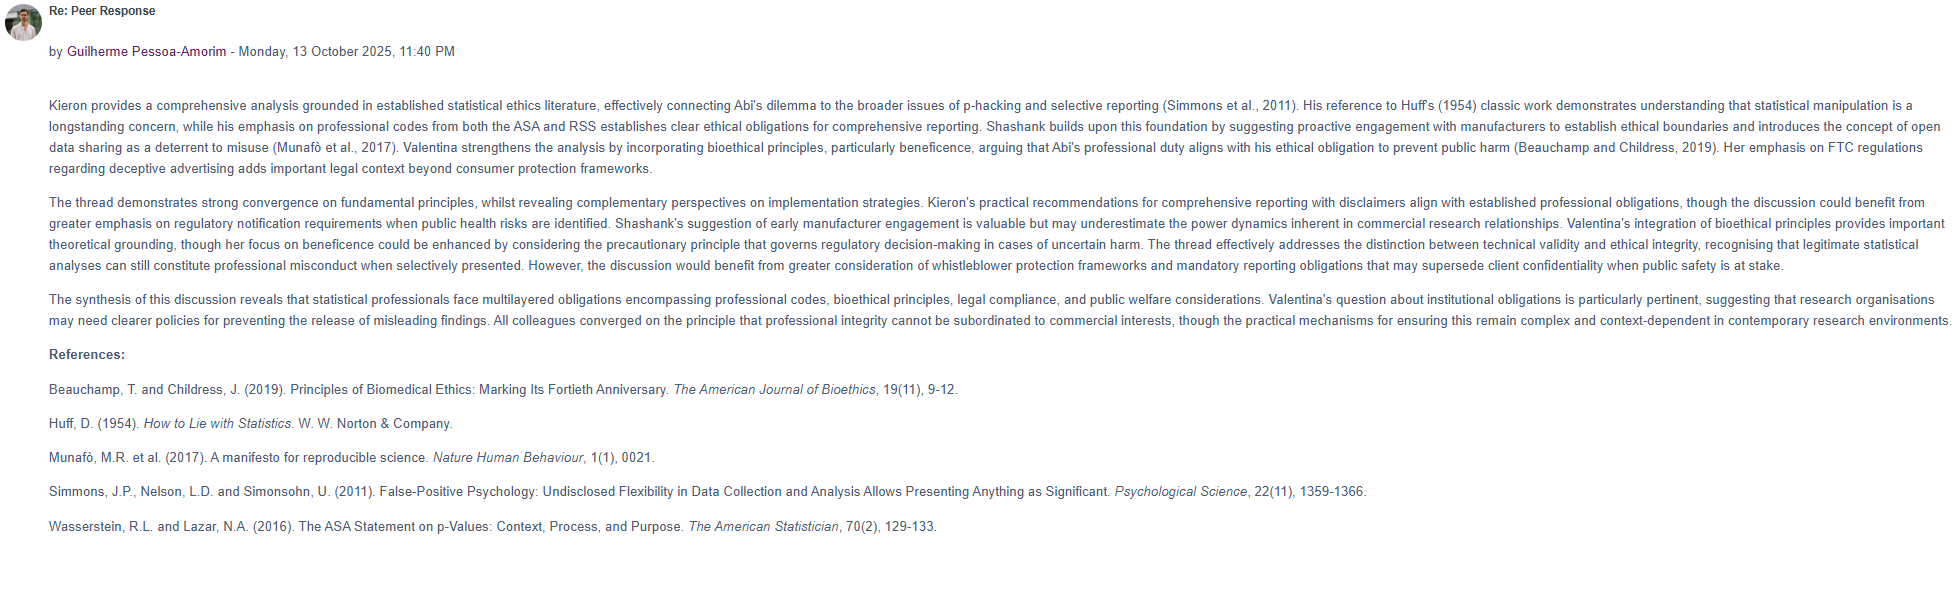 Re: Peer Response
by Guilherme Pessoa-Amorim - Monday, 13 October 2025, 11:40 PM
Kieron provides a comprehensive analysis grounded in established statistical ethics literature, effectively connecting Abi's dilemma to the broader issues of p-hacking and selective reporting (Simmons et al., 2011). His reference to Huff's (1954) classic work demonstrates understanding that statistical manipulation is a
longstanding concern, while his emphasis on professional codes from both the ASA and RSS establishes clear ethical obligations for comprehensive reporting. Shashank builds upon this foundation by suggesting proactive engagement with manufacturers to establish ethical boundaries and introduces the concept of open
data sharing as a deterrent to misuse (Munafò et al., 2017). Valentina strengthens the analysis by incorporating bioethical principles, particularly beneficence, arguing that Abi's professional duty aligns with his ethical obligation to prevent public harm (Beauchamp and Childress, 2019). Her emphasis on FTC regulations
regarding deceptive advertising adds important legal context beyond consumer protection frameworks.
The thread demonstrates strong convergence on fundamental principles, whilst revealing complementary perspectives on implementation strategies. Kieron's practical recommendations for comprehensive reporting with disclaimers align with established professional obligations, though the discussion could benefit from
greater emphasis on regulatory notification requirements when public health risks are identified. Shashank's suggestion of early manufacturer engagement is valuable but may underestimate the power dynamics inherent in commercial research relationships. Valentina's integration of bioethical principles provides important
theoretical grounding, though her focus on beneficence could be enhanced by considering the precautionary principle that governs regulatory decision-making in cases of uncertain harm. The thread effectively addresses the distinction between technical validity and ethical integrity, recognising that legitimate statistical
analyses can still constitute professional misconduct when selectively presented. However, the discussion would benefit from greater consideration of whistleblower protection frameworks and mandatory reporting obligations that may supersede client confidentiality when public safety is at stake.
The synthesis of this discussion reveals that statistical professionals face multilayered obligations encompassing professional codes, bioethical principles, legal compliance, and public welfare considerations. Valentina's question about institutional obligations is particularly pertinent, suggesting that research organisations
may need clearer policies for preventing the release of misleading findings. All colleagues converged on the principle that professional integrity cannot be subordinated to commercial interests, though the practical mechanisms for ensuring this remain complex and context-dependent in contemporary research environments.
References:
Beauchamp, T. and Childress, J. (2019). Principles of Biomedical Ethics: Marking Its Fortieth Anniversary. The American Journal of Bioethics, 19(11), 9-12.
Huff, D. (1954). How to Lie with Statistics. W. W. Norton & Company.
Munafò, M.R. et al. (2017). A manifesto for reproducible science. Nature Human Behaviour, 1(1), 0021.
Simmons, J.P., Nelson, L.D. and Simonsohn, U. (2011). False-Positive Psychology: Undisclosed Flexibility in Data Collection and Analysis Allows Presenting Anything as Significant. Psychological Science, 22(11), 1359-1366.
Wasserstein, R.L. and Lazar, N.A. (2016). The ASA Statement on p-Values: Context, Process, and Purpose. The American Statistician, 70(2), 129-133.